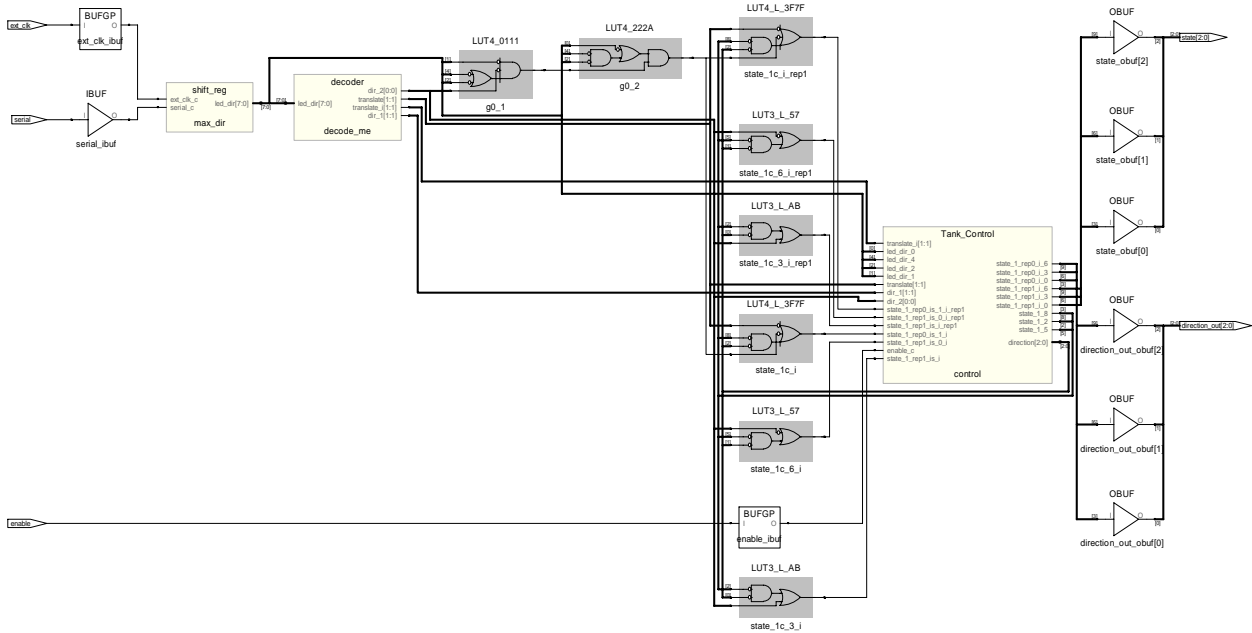 BUFGP
ext_clk
I
O
ext_clk_ibuf
IBUF
serial
I
O
serial_ibuf
shift_reg
ext_clk_c
serial_c
led_dir[7:0]
[7:0]
max_dir
decoder
[7:0]
led_dir[7:0]
dir_2[0:0]
translate[1:1]
translate_i[1:1]
dir_1[1:1]
decode_me
LUT4_0111
g0_1
LUT4_222A
g0_2
LUT4_L_3F7F
state_1c_i_rep1
LUT3_L_57
state_1c_6_i_rep1
LUT3_L_AB
state_1c_3_i_rep1
LUT4_L_3F7F
state_1c_i
LUT3_L_57
state_1c_6_i
enable
BUFGP
I
O
enable_ibuf
LUT3_L_AB
state_1c_3_i
Tank_Control
translate_i[1:1]
led_dir_0
led_dir_4
led_dir_2
led_dir_1
translate[1:1]
dir_1[1:1]
dir_2[0:0]
state_1_rep0_is_1_i_rep1
state_1_rep1_is_0_i_rep1
state_1_rep1_is_i_rep1
state_1_rep0_is_1_i
state_1_rep1_is_0_i
enable_c
state_1_rep1_is_i
state_1_rep0_i_6
state_1_rep0_i_3
state_1_rep0_i_0
state_1_rep1_i_6
state_1_rep1_i_3
state_1_rep1_i_0
state_1_8
state_1_2
state_1_5
direction[2:0]
control
OBUF
I
O
state_obuf[2]
state[2:0]
OBUF
I
O
state_obuf[1]
OBUF
I
O
state_obuf[0]
OBUF
I
O
direction_out_obuf[2]
direction_out[2:0]
OBUF
I
O
direction_out_obuf[1]
OBUF
I
O
direction_out_obuf[0]